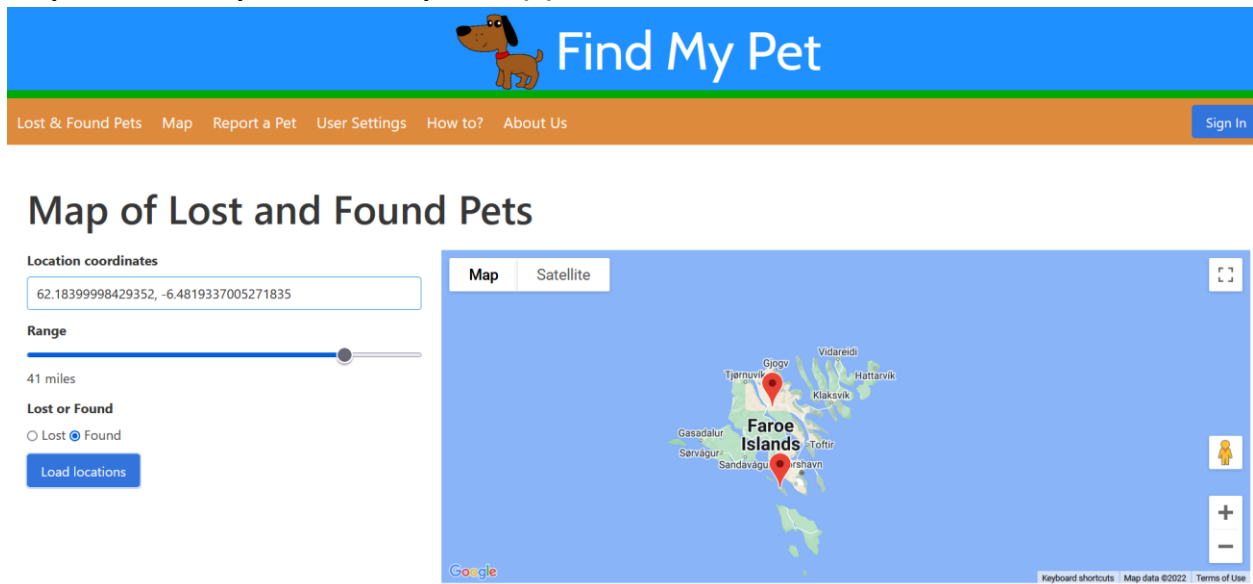 Find My Pet
Lost & Found Pets Map Report a Pet User Settings How to? About Us Sign In
Map of Lost and Found Pets
Location coordinates
62.18399998429352, -6.4819337005271835
Range
41 miles
Lost or Found
Lost Found
Load locations
Map Satellite
Vidareidi
Gjogv
Tjørnuvík
Hattarvík
Klaksvík
Faroe
Islands
Gasadalur
Toftir
Sørvágur
Google
Keyboard shortcuts Map data ©2022 Terms of Use